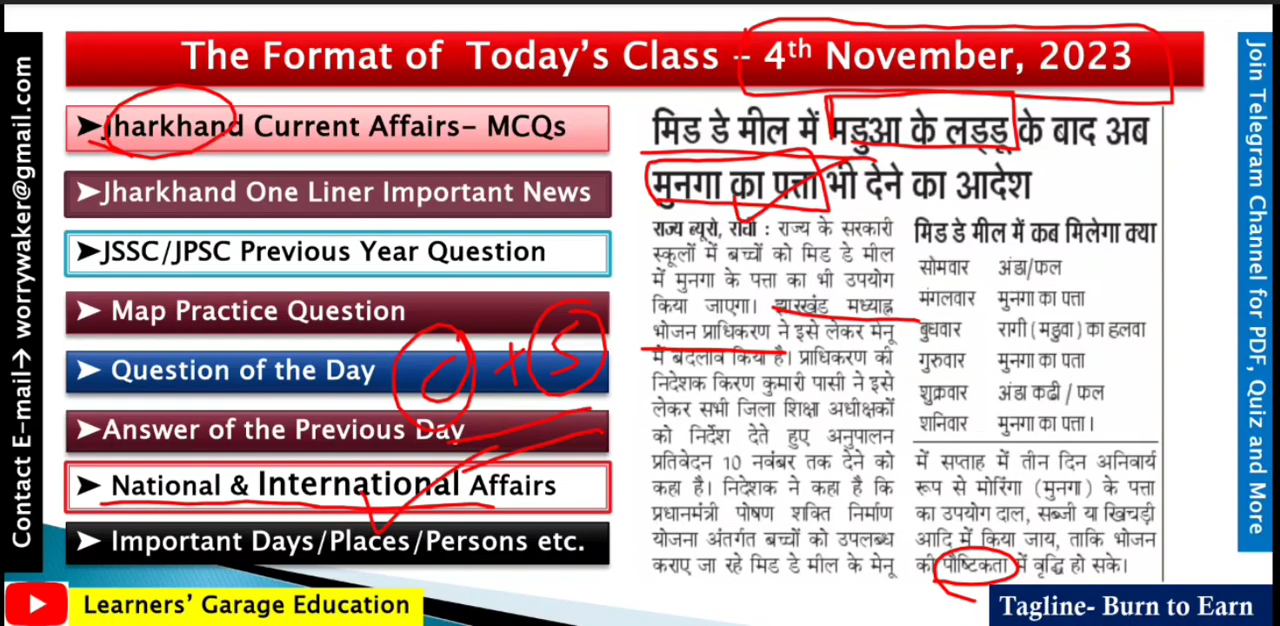 The Format of Today's Class - 4th November, 2023
➤Jharkhand Current Affairs– MCQs
➤Jharkhand One Liner Important News
➤JSSC/JPSC Previous Year Question
➤ Map Practice Question
➤ Question of the Day
➤Answer of the Previous Day
➤ National & International Affairs
➤ Important Days/Places/Persons etc.
O + 5
मिड डे मील में मड़ुआ के लड्डू के बाद अब
मुनगा का पत्ता भी देने का आदेश
राज्य ब्यूरो, रांची : राज्य के सरकारी
स्कूलों में बच्चों को मिड डे मील
में मुनगा के पत्ता का भी उपयोग
किया जाएगा। झारखंड मध्याह्न
भोजन प्राधिकरण ने इसे लेकर मेनू
में बदलाव किया है। प्राधिकरण की
निदेशक किरण कुमारी पासी ने इसे
लेकर सभी जिला शिक्षा अधीक्षकों
को निर्देश देते हुए अनुपालन
प्रतिवेदन 10 नवंबर तक देने को
कहा है। निदेशक ने कहा है कि
प्रधानमंत्री पोषण शक्ति निर्माण
योजना अंतर्गत बच्चों को उपलब्ध
कराए जा रहे मिड डे मील के मेनू
मिड डे मील में कब मिलेगा क्या
सोमवार अंडा/फल
मंगलवार मुनगा का पत्ता
बुधवार रागी (मडुवा) का हलवा
गुरुवार मुनगा का पता
शुक्रवार अंडा कढी / फल
शनिवार मुनगा का पत्ता।
में सप्ताह में तीन दिन अनिवार्य
रूप से मोरिंगा (मुनगा) के पत्ता
का उपयोग दाल, सब्जी या खिचड़ी
आदि में किया जाय, ताकि भोजन
की पौष्टिकता में वृद्धि हो सके।
Contact E-mail→ worrywaker@gmail.com
Join Telegram Channel for PDF, Quiz and More
Learners' Garage Education
Tagline- Burn to Earn